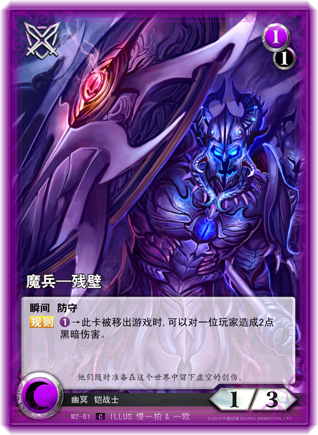 1
1
魔兵—残壁
瞬间 防守
规则 1→此卡被移出游戏时,可以对一位玩家造成2点
黑暗伤害。
他们随时准备在这个世界中留下虚空的创伤。
幽冥 铠战士
1 / 3
M2-61 C ILLUS 慢一拍 & 一欧